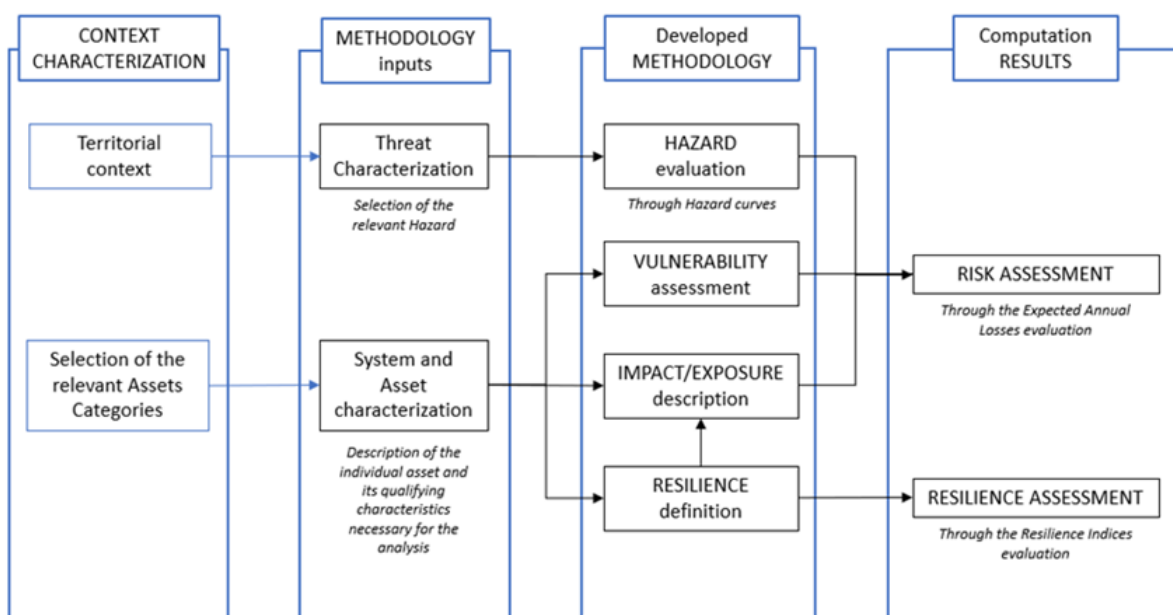 CONTEXT
CHARACTERIZATION
Territorial
context
Selection of the
relevant Assets
Categories
METHODOLOGY
inputs
Threat
Characterization
Selection of the
relevant Hazard
System and
Asset
characterization
Description of the
individual asset and
its qualifying
characteristics
necessary for the
analysis
Developed
METHODOLOGY
HAZARD
evaluation
Through Hazard curves
VULNERABILITY
assessment
IMPACT/EXPOSURE
description
RESILIENCE
definition
Computation
RESULTS
RISK ASSESSMENT
Through the Expected Annual
Losses evaluation
RESILIENCE ASSESSMENT
Through the Resilience Indices
evaluation